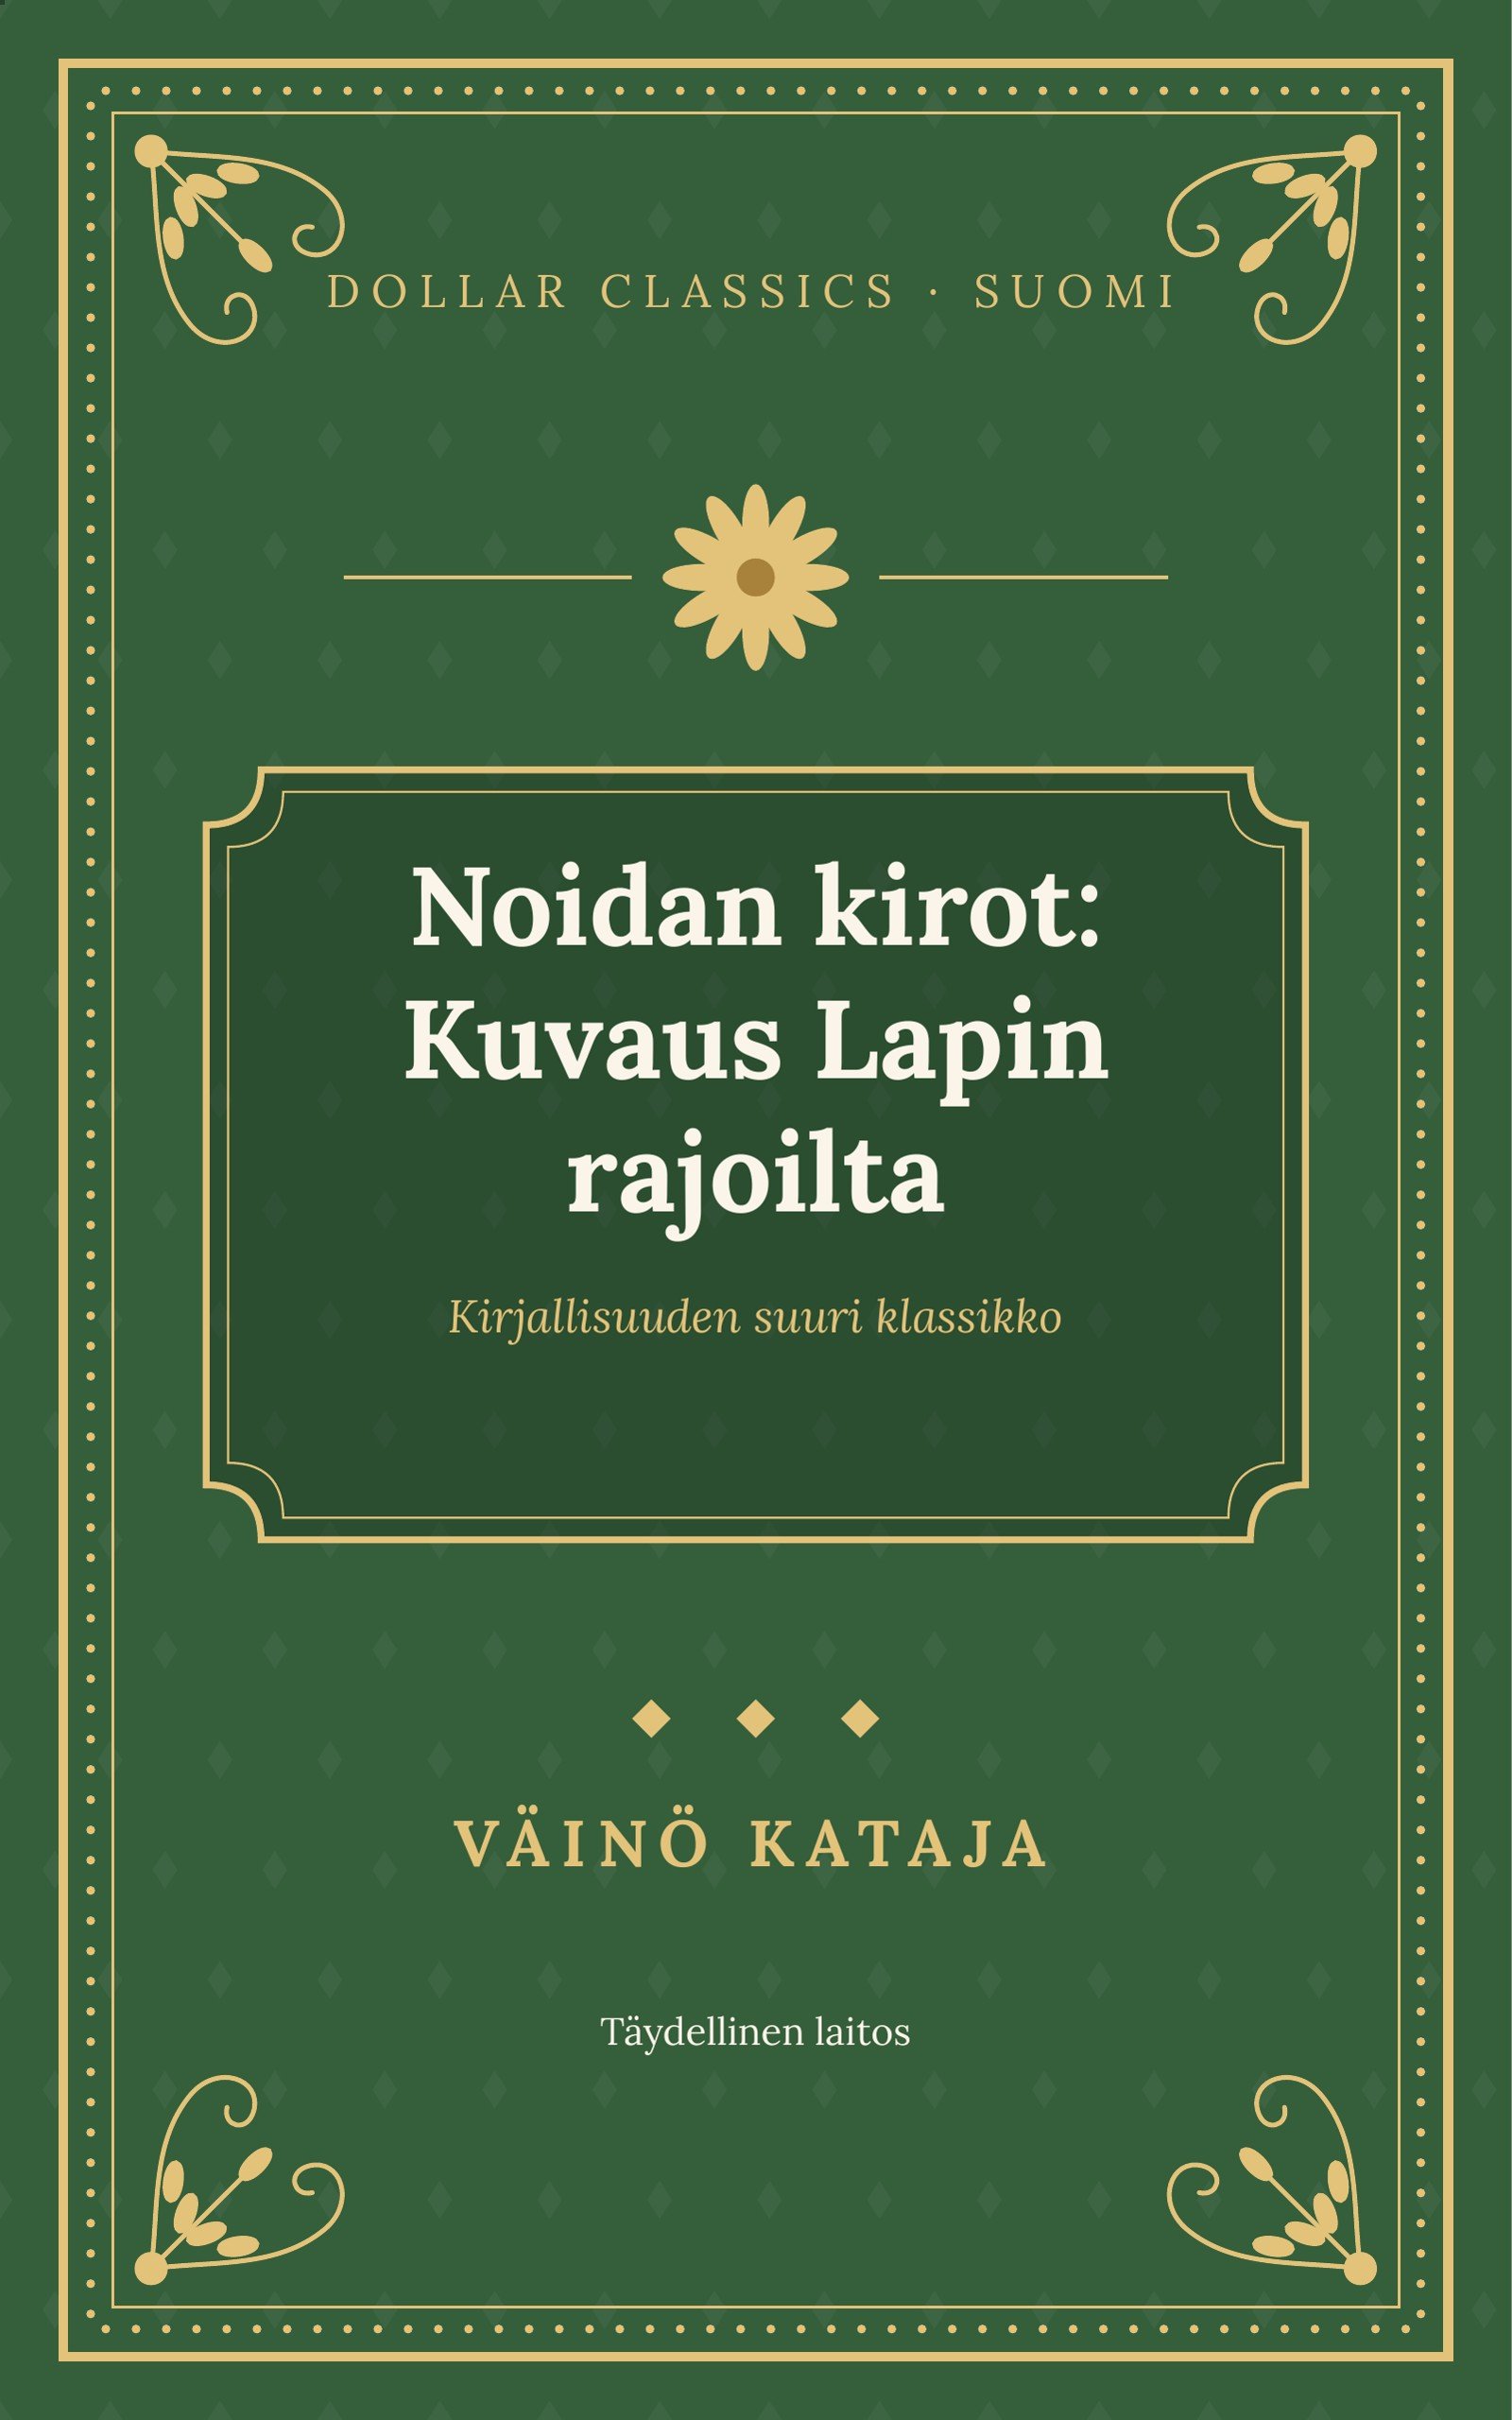 DOLLAR CLASSICS · SUOMI
Noidan kirot:
Kuvaus Lapin
rajoilta
Kirjallisuuden suuri klassikko
VÄINÖ KATAJA
Täydellinen laitos